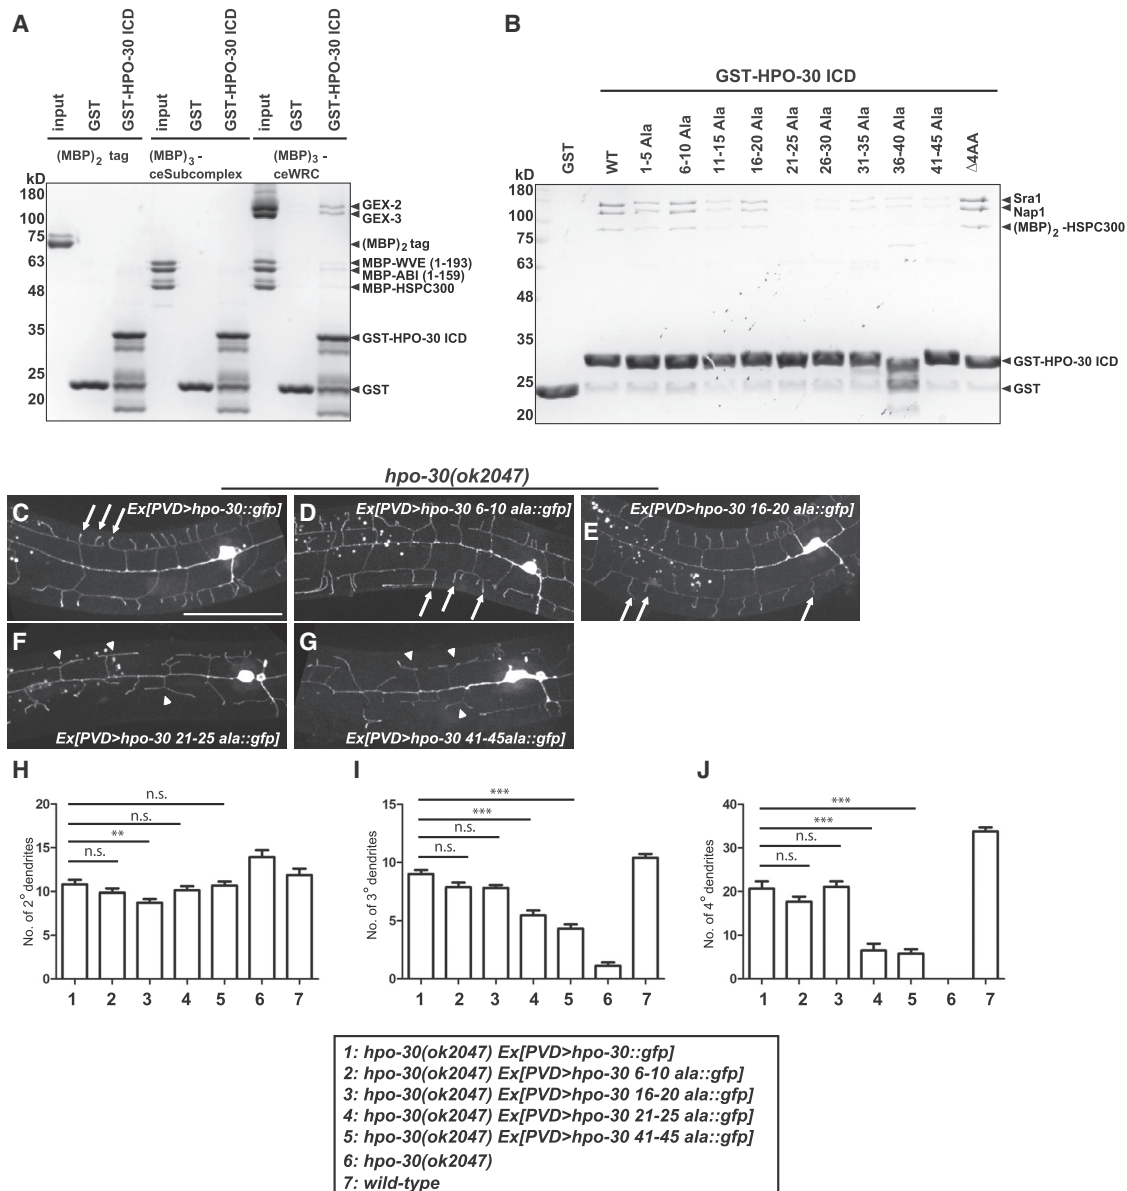 A
input
GST
GST-HPO-30 ICD
input
GST
GST-HPO-30 ICD
input
GST
GST-HPO-30 ICD
(MBP)2 tag
(MBP)3 -
ceSubcomplex
(MBP)3 -
ceWRC
kD
180
100
75
63
48
35
25
20
GEX-2
GEX-3
(MBP)2 tag
MBP-WVE (1-193)
MBP-ABI (1-159)
MBP-HSPC300
GST-HPO-30 ICD
GST
B
GST-HPO-30 ICD
GST
WT
1-5 Ala
6-10 Ala
11-15 Ala
16-20 Ala
21-25 Ala
26-30 Ala
31-35 Ala
36-40 Ala
41-45 Ala
Δ4AA
kD
180
100
75
63
48
35
25
20
Sra1
Nap1
(MBP)2 -HSPC300
GST-HPO-30 ICD
GST
hpo-30(ok2047)
C
Ex[PVD>hpo-30::gfp]
D
Ex[PVD>hpo-30 6-10 ala::gfp]
E
Ex[PVD>hpo-30 16-20 ala::gfp]
F
Ex[PVD>hpo-30 21-25 ala::gfp]
G
Ex[PVD>hpo-30 41-45ala::gfp]
H
No. of 2° dendrites
20
15
10
5
0
n.s.
n.s.
**
n.s.
1 2 3 4 5 6 7
I
No. of 3° dendrites
15
10
5
0
***
***
n.s.
n.s.
1 2 3 4 5 6 7
J
No. of 4° dendrites
40
30
20
10
0
***
***
n.s.
n.s.
1 2 3 4 5 6 7
1: hpo-30(ok2047) Ex[PVD>hpo-30::gfp]
2: hpo-30(ok2047) Ex[PVD>hpo-30 6-10 ala::gfp]
3: hpo-30(ok2047) Ex[PVD>hpo-30 16-20 ala::gfp]
4: hpo-30(ok2047) Ex[PVD>hpo-30 21-25 ala::gfp]
5: hpo-30(ok2047) Ex[PVD>hpo-30 41-45 ala::gfp]
6: hpo-30(ok2047)
7: wild-type